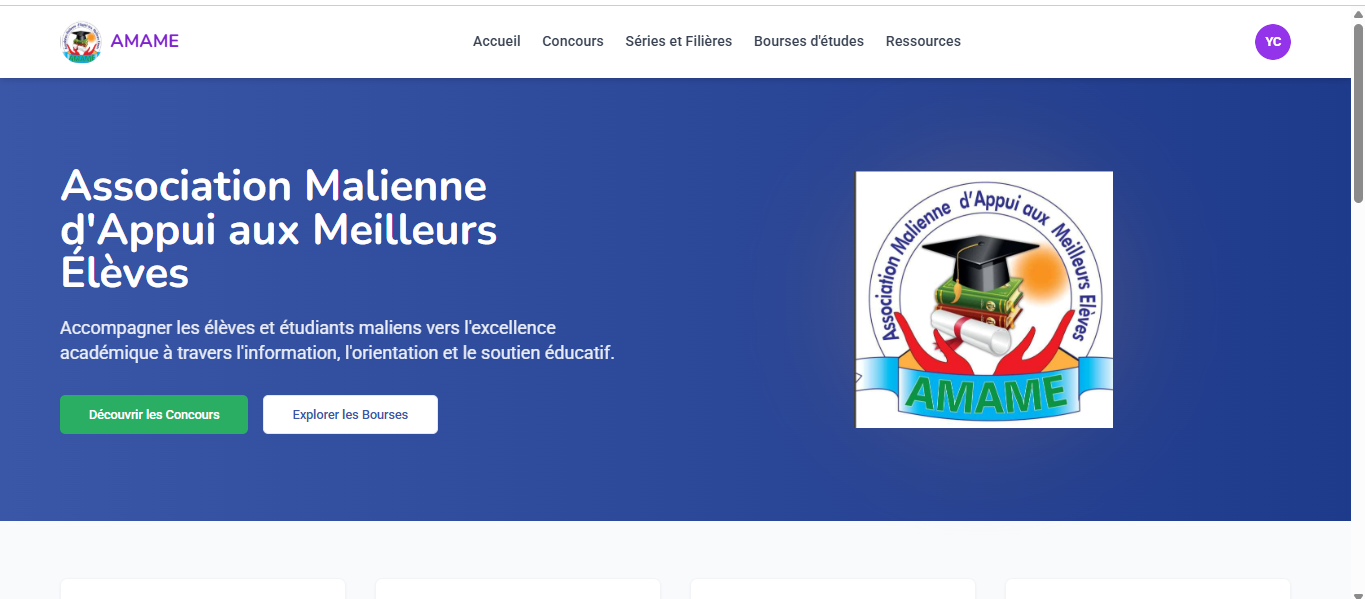 AMAME
AMAME
Accueil
Concours
Séries et Filières
Bourses d'études
Ressources
YC
Association Malienne
d'Appui aux Meilleurs
Élèves
Accompagner les élèves et étudiants maliens vers l'excellence
académique à travers l'information, l'orientation et le soutien éducatif.
Découvrir les Concours
Explorer les Bourses
Association Malienne d'Appui aux Meilleurs Elèves
AMAME